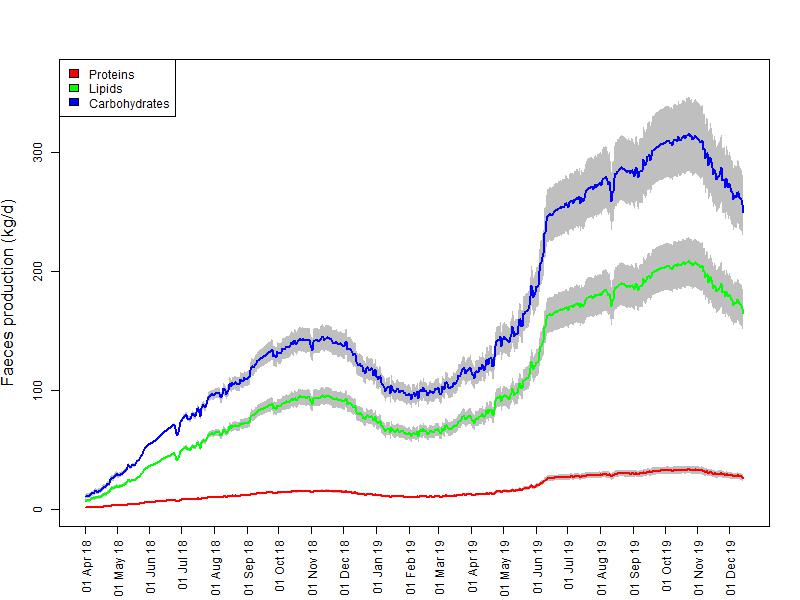 Proteins
Lipids
Carbohydrates
Faeces production (kg/d)
300
200
100
0
01 Apr 18
01 May 18
01 Jun 18
01 Jul 18
01 Aug 18
01 Sep 18
01 Oct 18
01 Nov 18
01 Dec 18
01 Jan 19
01 Feb 19
01 Mar 19
01 Apr 19
01 May 19
01 Jun 19
01 Jul 19
01 Aug 19
01 Sep 19
01 Oct 19
01 Nov 19
01 Dec 19